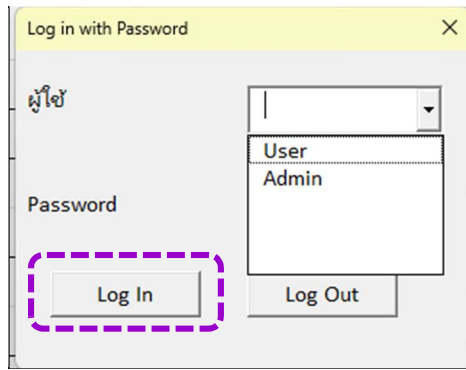 Log in with Password
ผู้ใช้
User
Admin
Password
Log In
Log Out